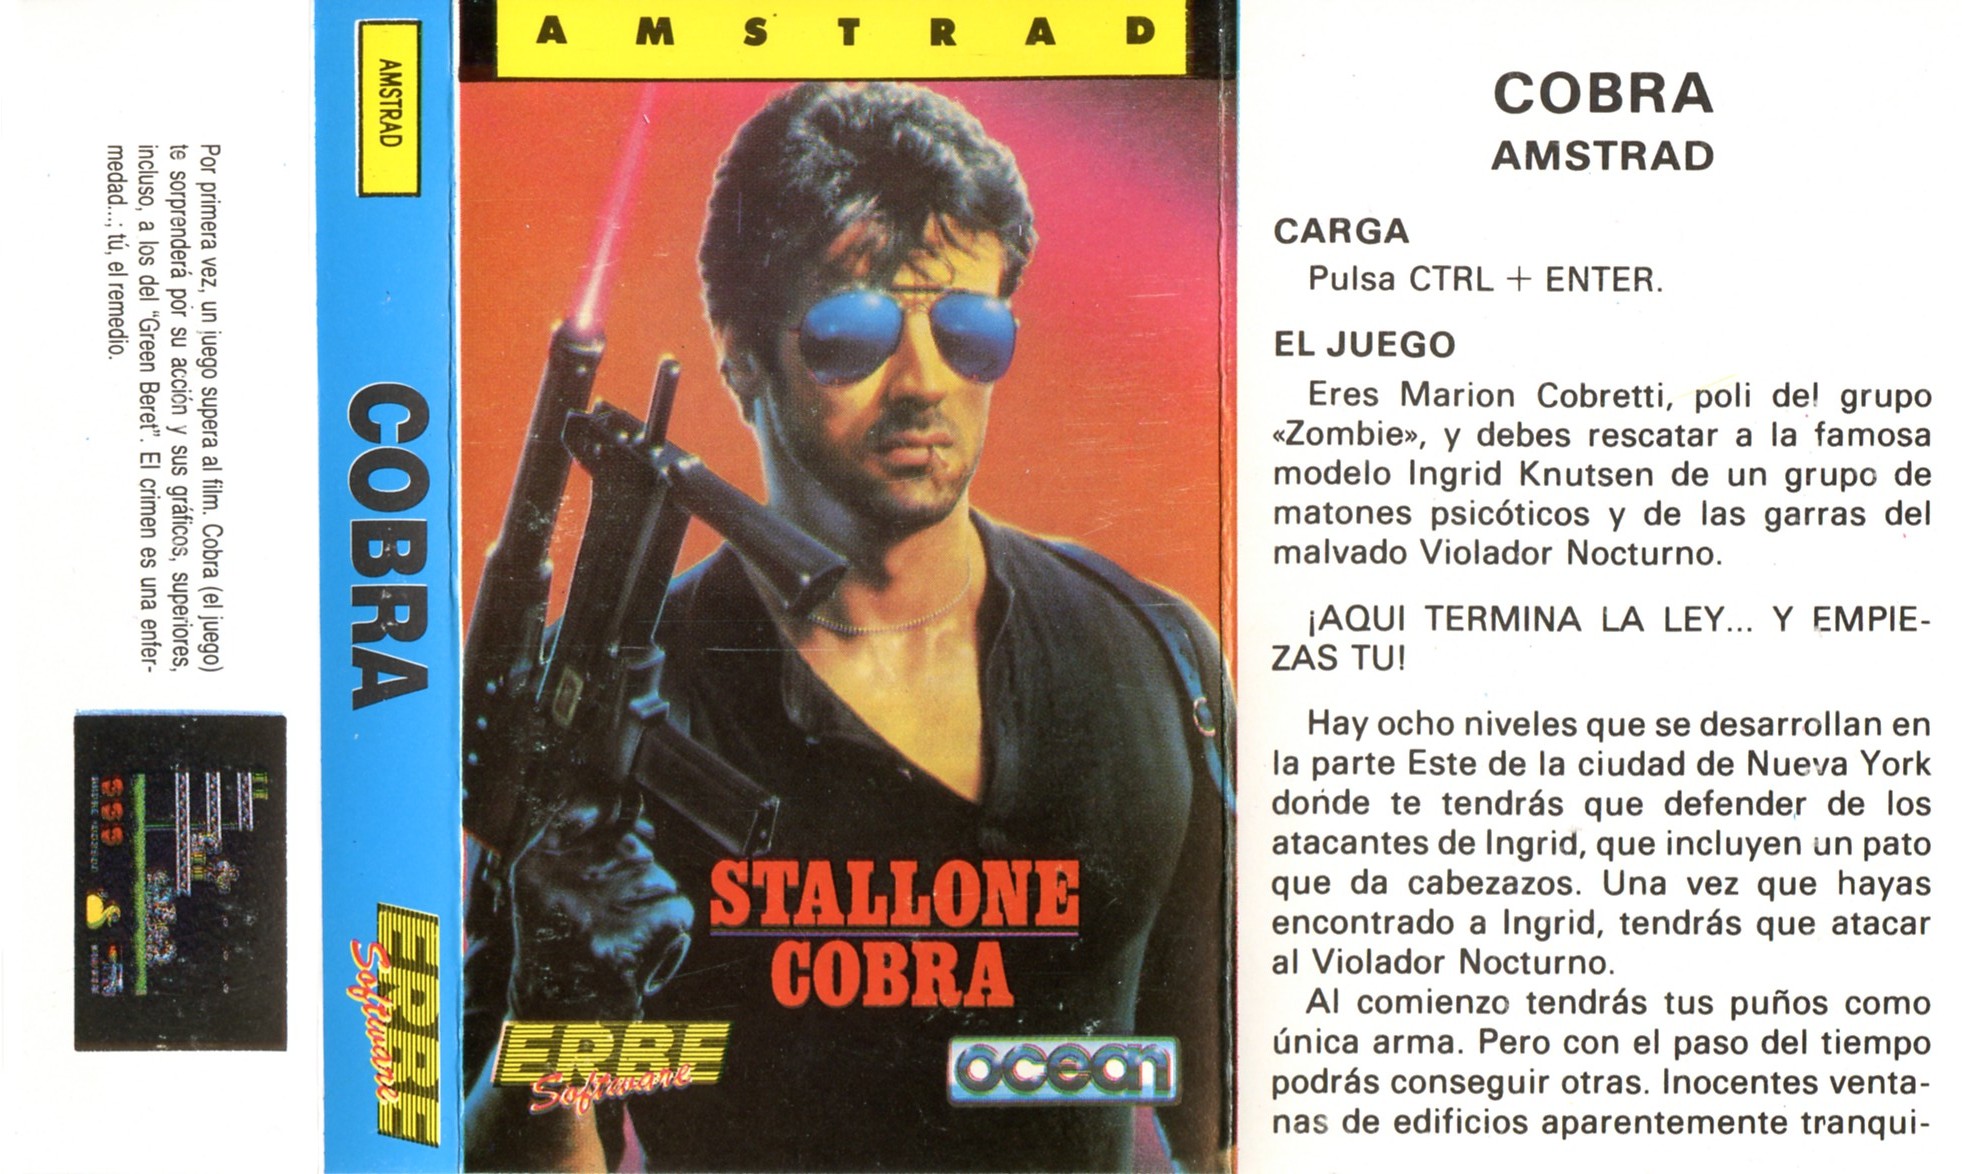 Por primera vez, un juego supera al film. Cobra (el juego)
te sorprenderá por su acción y sus gráficos, superiores,
incluso, a los del "Green Beret". El crimen es una enfer-
medad...; tú, el remedio.
AMSTRAD
COBRA
ERBE
Software
A M S T R A D
STALLONE
COBRA
ERBE
Software
ocean
COBRA
AMSTRAD
CARGA
Pulsa CTRL + ENTER.
EL JUEGO
Eres Marion Cobretti, poli del grupo
«Zombie», y debes rescatar a la famosa
modelo Ingrid Knutsen de un grupo de
matones psicóticos y de las garras del
malvado Violador Nocturno.
¡AQUI TERMINA LA LEY... Y EMPIE-
ZAS TU!
Hay ocho niveles que se desarrollan en
la parte Este de la ciudad de Nueva York
donde te tendrás que defender de los
atacantes de Ingrid, que incluyen un pato
que da cabezazos. Una vez que hayas
encontrado a Ingrid, tendrás que atacar
al Violador Nocturno.
Al comienzo tendrás tus puños como
única arma. Pero con el paso del tiempo
podrás conseguir otras. Inocentes venta-
nas de edificios aparentemente tranqui-